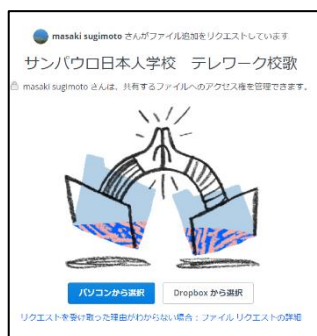 masaki sugimoto さんがファイル追加をリクエストしています
サンパウロ日本人学校 テレワーク校歌
masaki sugimoto さんは、共有するファイルへのアクセス権を管理できます。
パソコンから選択
Dropbox から選択
リクエストを受け取った理由がわからない場合：ファイル リクエストの詳細